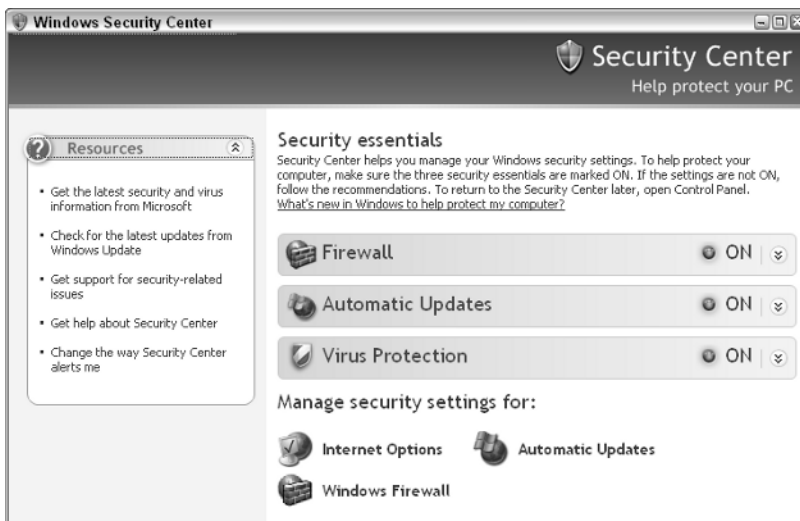 Windows Security Center
Security Center
Help protect your PC
Resources
• Get the latest security and virus
information from Microsoft
• Check for the latest updates from
Windows Update
• Get support for security-related
issues
• Get help about Security Center
• Change the way Security Center
alerts me
Security essentials
Security Center helps you manage your Windows security settings. To help protect your
computer, make sure the three security essentials are marked ON. If the settings are not ON,
follow the recommendations. To return to the Security Center later, open Control Panel.
What's new in Windows to help protect my computer?
Firewall ON
Automatic Updates ON
Virus Protection ON
Manage security settings for:
Internet Options Automatic Updates
Windows Firewall